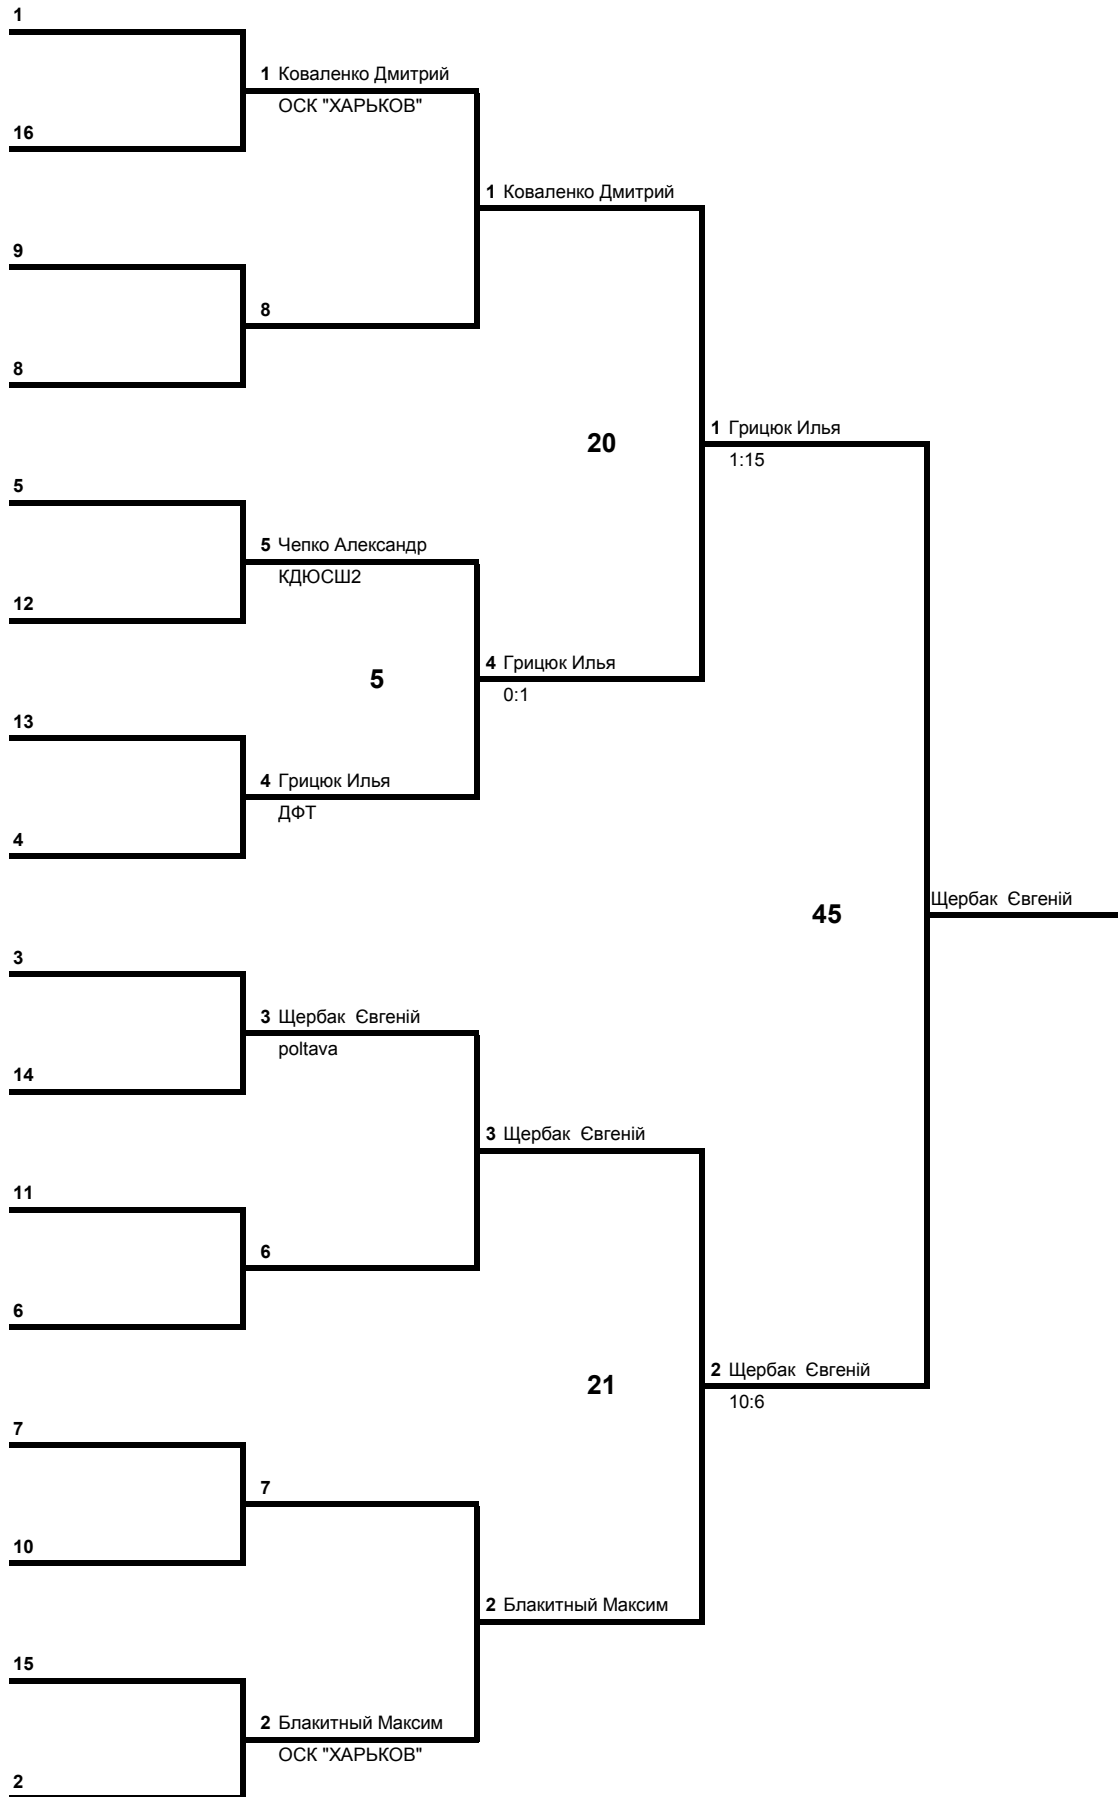 1
1 Коваленко Дмитрий
ОСК "ХАРЬКОВ"
16
1 Коваленко Дмитрий
9
8
8
1 Грицюк Илья
20
1:15
5
5 Чепко Александр
КДЮСШ2
12
4 Грицюк Илья
5
0:1
13
4 Грицюк Илья
ДФТ
4
Щербак Євгеній
45
3
3 Щербак Євгеній
poltava
14
3 Щербак Євгеній
11
6
6
2 Щербак Євгеній
21
10:6
7
7
10
2 Блакитный Максим
15
2 Блакитный Максим
ОСК "ХАРЬКОВ"
2